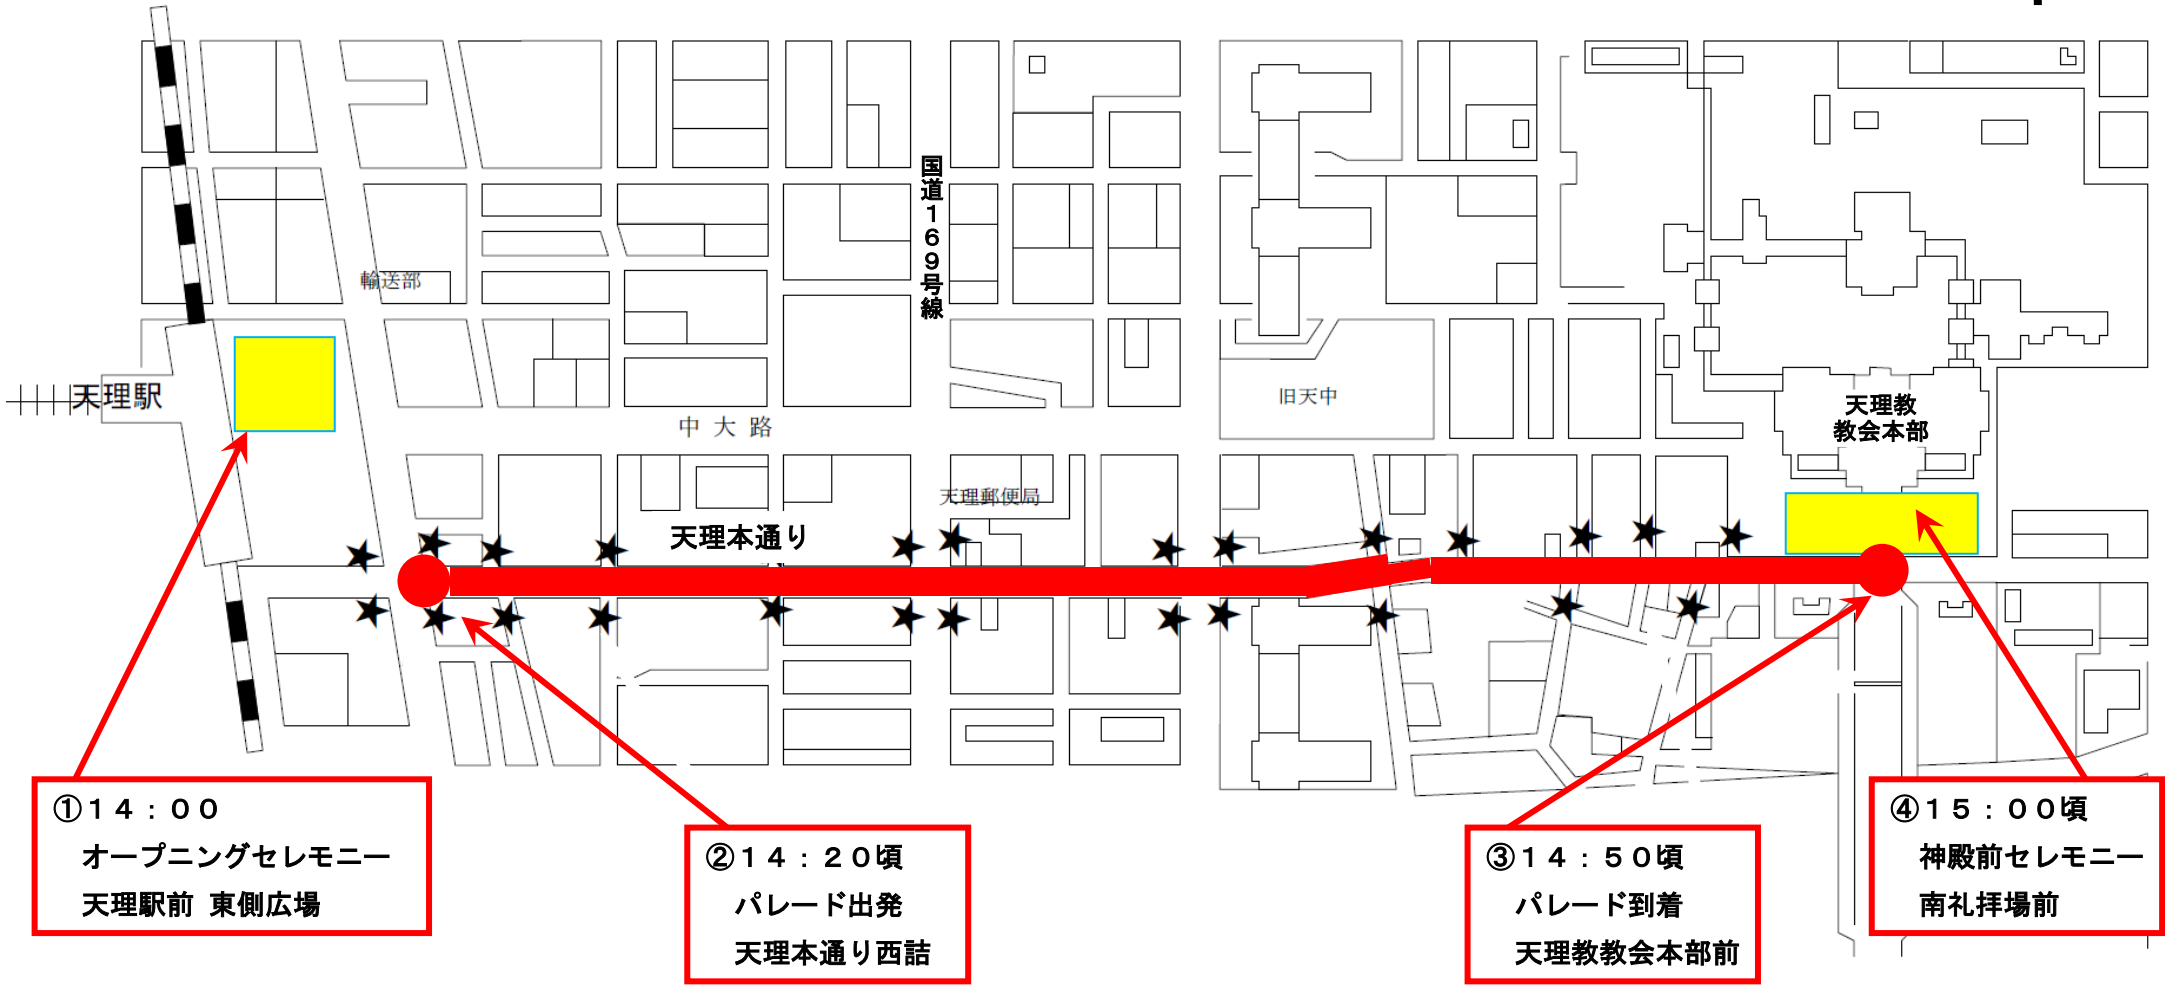 国道１６９号線
輸送部
天理駅
中大路
旧天中
天理教
教会本部
天理郵便局
天理本通り
①１４：００
オープニングセレモニー
天理駅前 東側広場
②１４：２０頃
パレード出発
天理本通り西詰
③１４：５０頃
パレード到着
天理教教会本部前
④１５：００頃
神殿前セレモニー
南礼拝場前